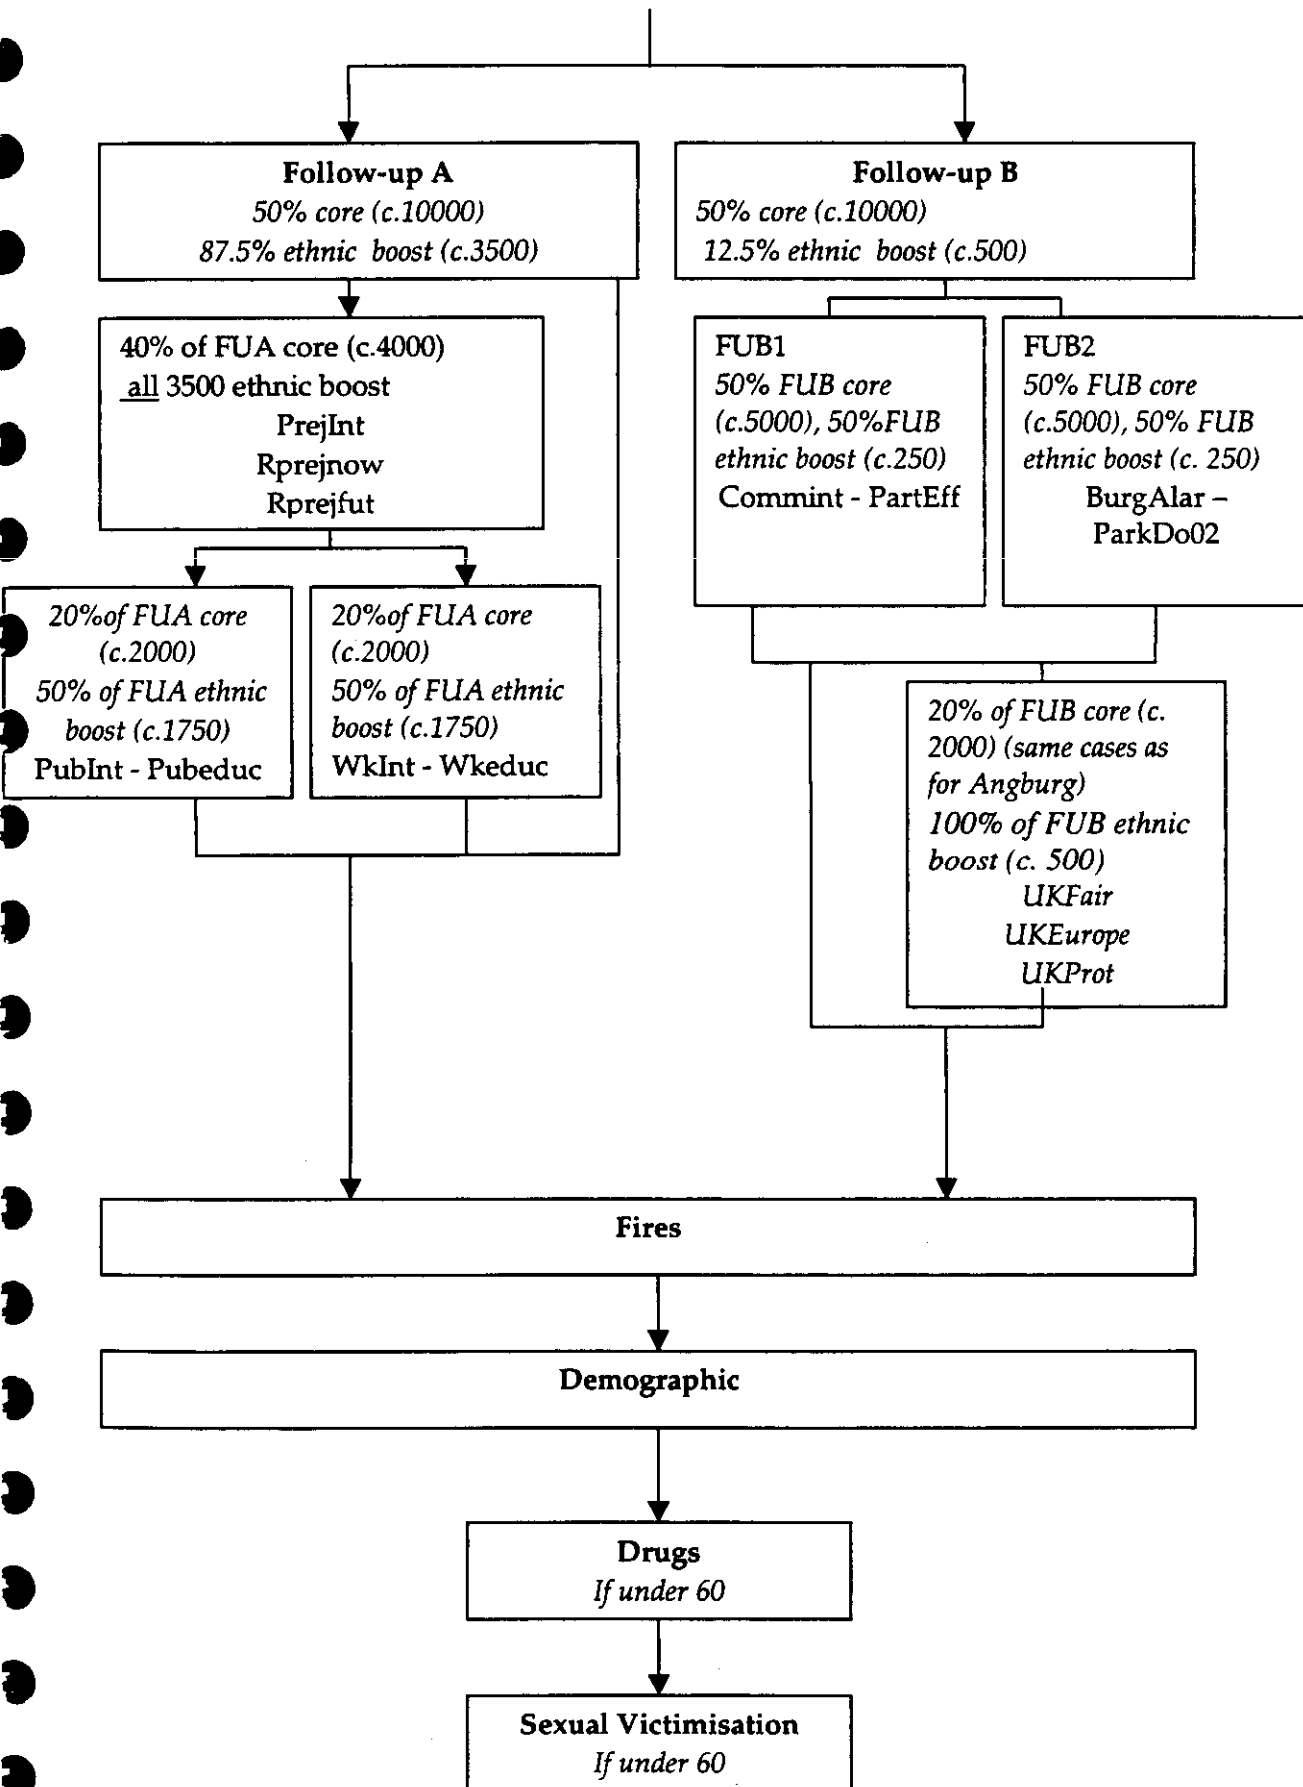 Follow-up A
50% core (c.10000)
87.5% ethnic boost (c.3500)
Follow-up B
50% core (c.10000)
12.5% ethnic boost (c.500)
40% of FUA core (c.4000)
all 3500 ethnic boost
PrejInt
Rprejnow
Rprejfut
FUB1
50% FUB core
(c.5000), 50%FUB
ethnic boost (c.250)
Commint - PartEff
FUB2
50% FUB core
(c.5000), 50% FUB
ethnic boost (c. 250)
BurgAlar –
ParkDo02
20%of FUA core
(c.2000)
50% of FUA ethnic
boost (c.1750)
PubInt - Pubeduc
20%of FUA core
(c.2000)
50% of FUA ethnic
boost (c.1750)
WkInt - Wkeduc
20% of FUB core (c.
2000) (same cases as
for Angburg)
100% of FUB ethnic
boost (c. 500)
UKFair
UKEurope
UKProt
Fires
Demographic
Drugs
If under 60
Sexual Victimisation
If under 60